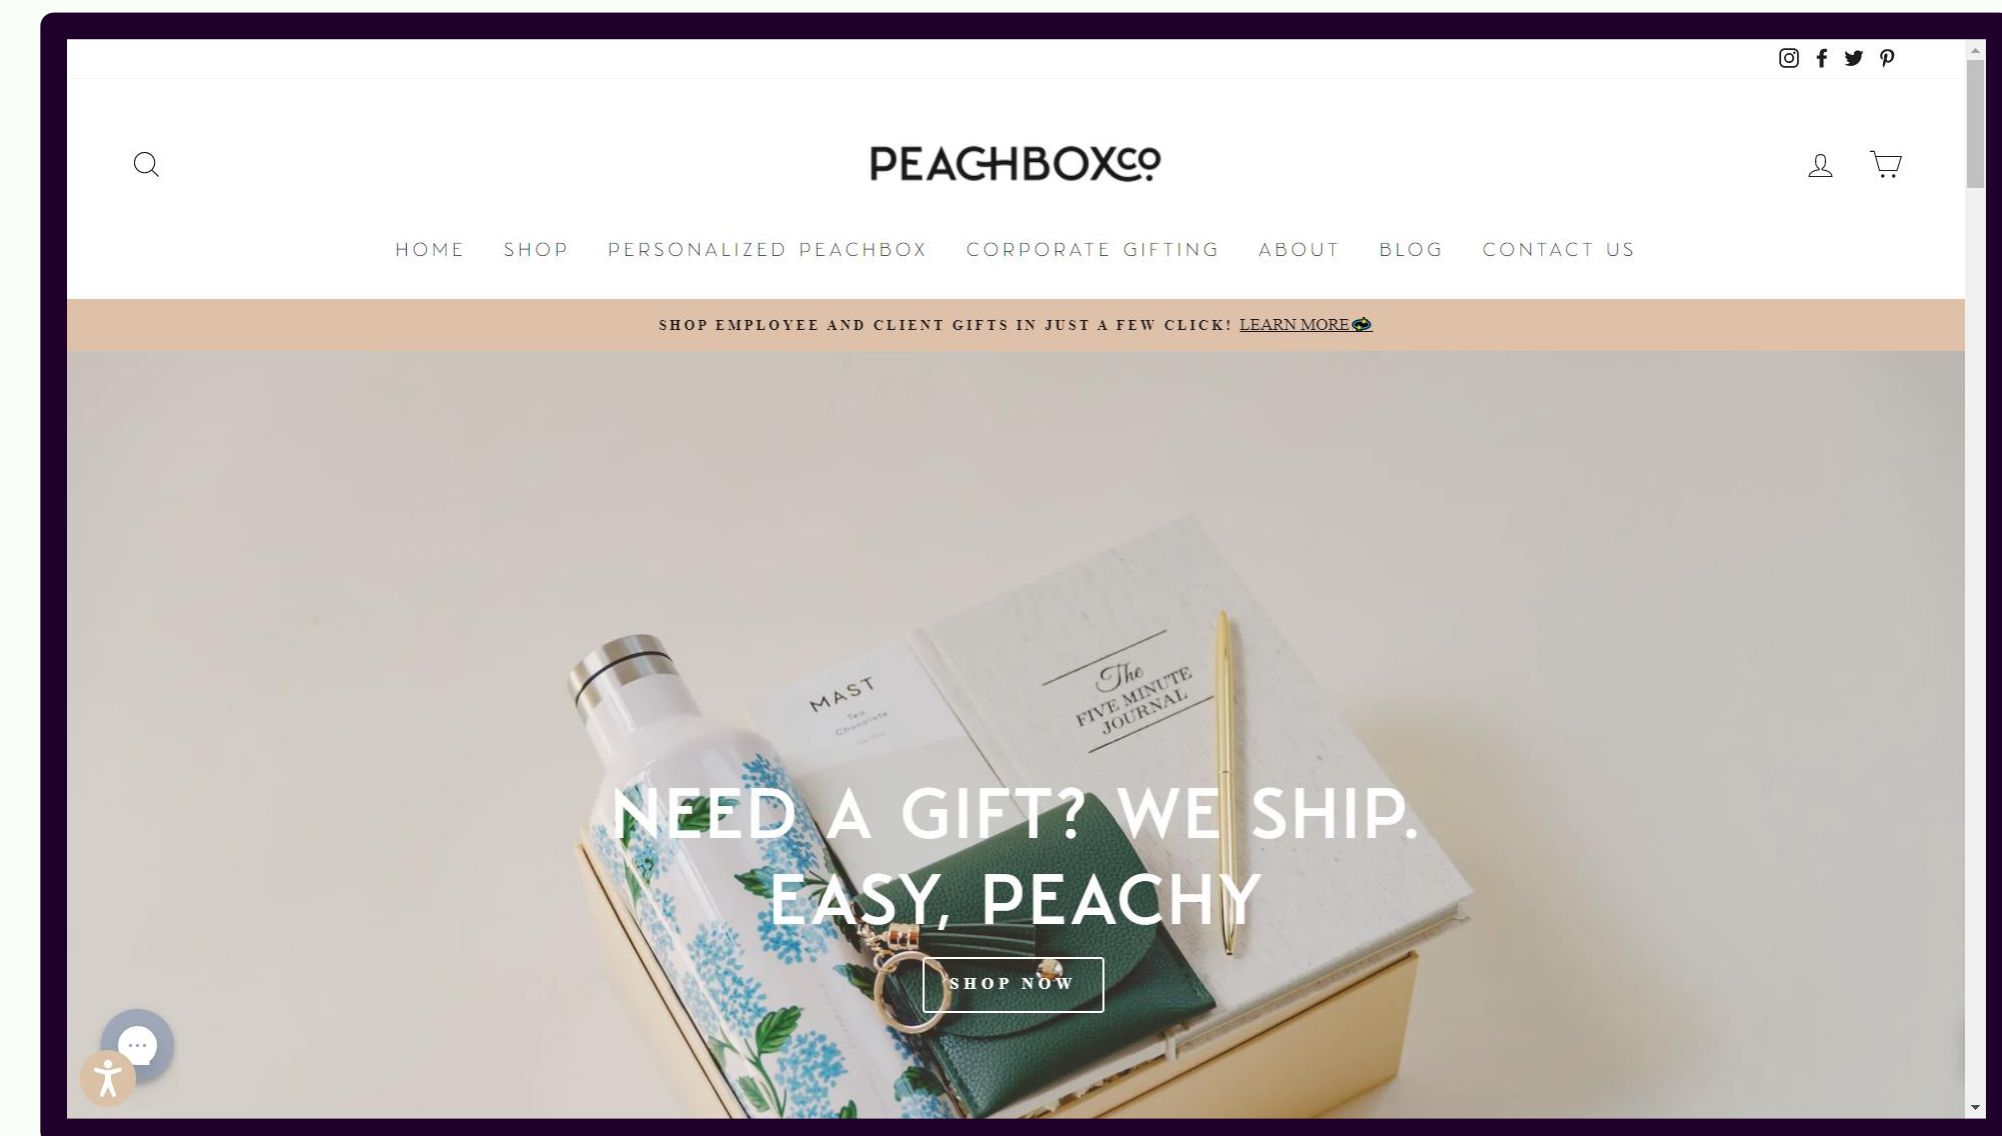 PEACHBOXCO
HOME SHOP PERSONALIZED PEACHBOX CORPORATE GIFTING ABOUT BLOG CONTACT US
SHOP EMPLOYEE AND CLIENT GIFTS IN JUST A FEW CLICK! LEARN MORE
MAST
Chocolate
The
FIVE MINUTE
JOURNAL
NEED A GIFT? WE SHIP.
EASY, PEACHY
SHOP NOW